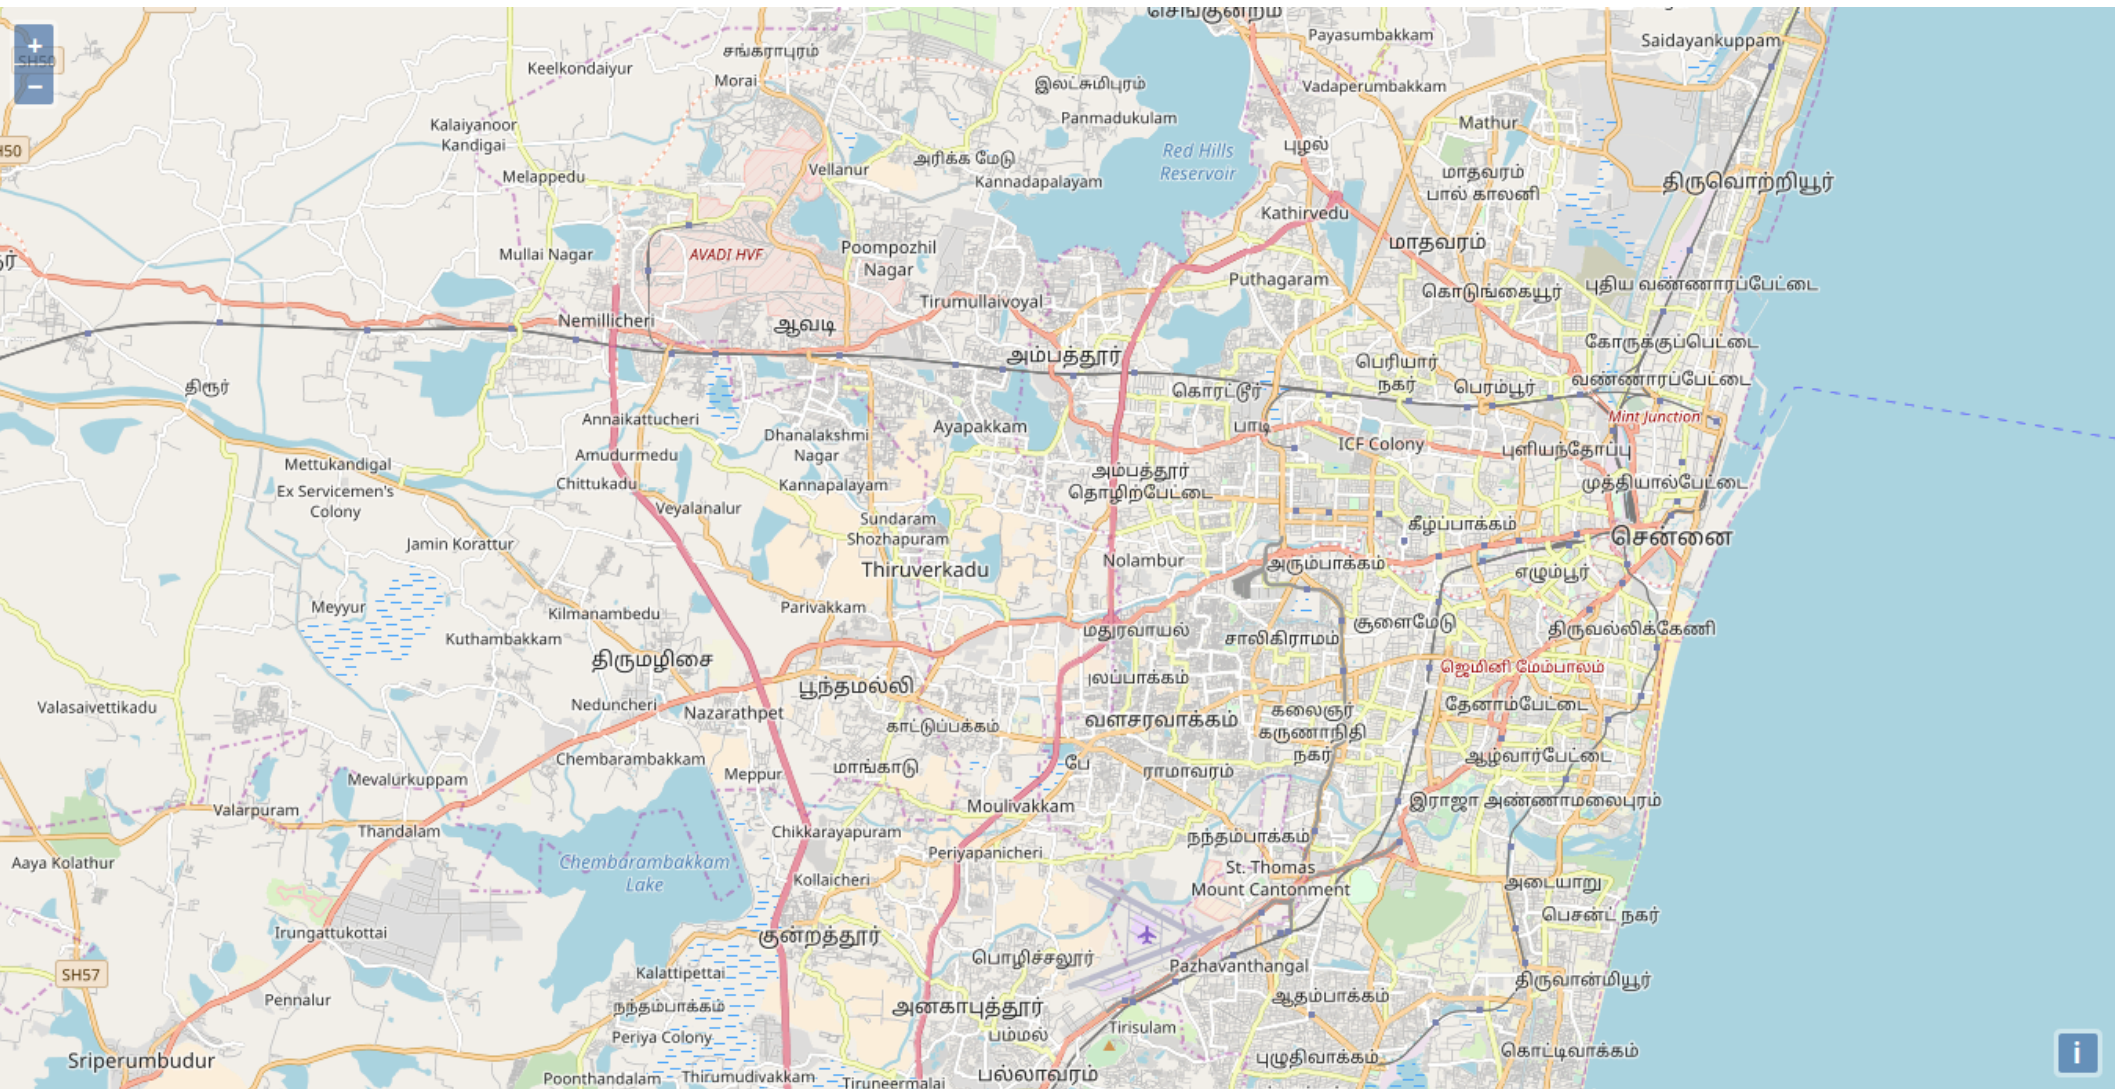 செங்குன்றம்
Payasumbakkam
Saidayankuppam
+
SH50
−
சங்கராபுரம்
Keelkondaiyur
Morai
இலட்சுமிபுரம்
Vadaperumbakkam
Panmadukulam
Kalaiyanoor
Kandigai
Mathur
H50
புழல்
Red Hills
Reservoir
அரிக்க மேடு
Vellanur
Melappedu
Kannadapalayam
மாதவரம்
பால் காலனி
திருவொற்றியூர்
Kathirvedu
Mullai Nagar
AVADI HVF
Poompozhil
Nagar
மாதவரம்
Puthagaram
கொடுங்கையூர்
புதிய வண்ணாரப்பேட்டை
Tirumullaivoyal
Nemillicheri
ஆவடி
அம்பத்தூர்
கோருக்குப்பெட்டை
பெரியார்
நகர்
திரூர்
கொரட்டூர்
பெரம்பூர்
வண்ணாரப்பேட்டை
Mint Junction
Annaikattucheri
Dhanalakshmi
Nagar
Ayapakkam
பாடி
ICF Colony
புளியந்தோப்பு
Mettukandigal
Amudurmedu
Chittukadu
Kannapalayam
அம்பத்தூர்
தொழிற்பேட்டை
முத்தியால்பேட்டை
Ex Servicemen's
Colony
Veyalanalur
Sundaram
Shozhapuram
கீழ்ப்பாக்கம்
சென்னை
Jamin Korattur
Thiruverkadu
Nolambur
அரும்பாக்கம்
எழும்பூர்
Meyyur
Kilmanambedu
Parivakkam
Kuthambakkam
மதுரவாயல்
சாலிகிராமம்
சூளைமேடு
திருவல்லிக்கேணி
திருமழிசை
ஜெமினி மேம்பாலம்
பூந்தமல்லி
Valasaivettikadu
Neduncheri
Nazarathpet
காட்டுப்பக்கம்
வளசரவாக்கம்
கலைஞர்
கருணாநிதி
நகர்
தேனாம்பேட்டை
Chembarambakkam
Mevalurkuppam
Meppur
மாங்காடு
பே
ராமாவரம்
ஆழ்வார்பேட்டை
Valarpuram
Moulivakkam
இராஜா அண்ணாமலைபுரம்
Thandalam
Chikkarayapuram
நந்தம்பாக்கம்
Aaya Kolathur
Chembarambakkam
Lake
Periyapanicheri
St. Thomas
Mount Cantonment
Kollaicheri
அடையாறு
பெசன்ட் நகர்
Irungattukottai
குன்றத்தூர்
SH57
Kalattipettai
பொழிச்சலூர்
Pazhavanthangal
திருவான்மியூர்
Pennalur
நந்தம்பாக்கம்
அனகாபுத்தூர்
ஆதம்பாக்கம்
Periya Colony
பம்மல்
Tirisulam
Sriperumbudur
புழுதிவாக்கம்
கொட்டிவாக்கம்
Poonthandalam
Thirumudivakkam
Tiruneermalai
பல்லாவரம்
i